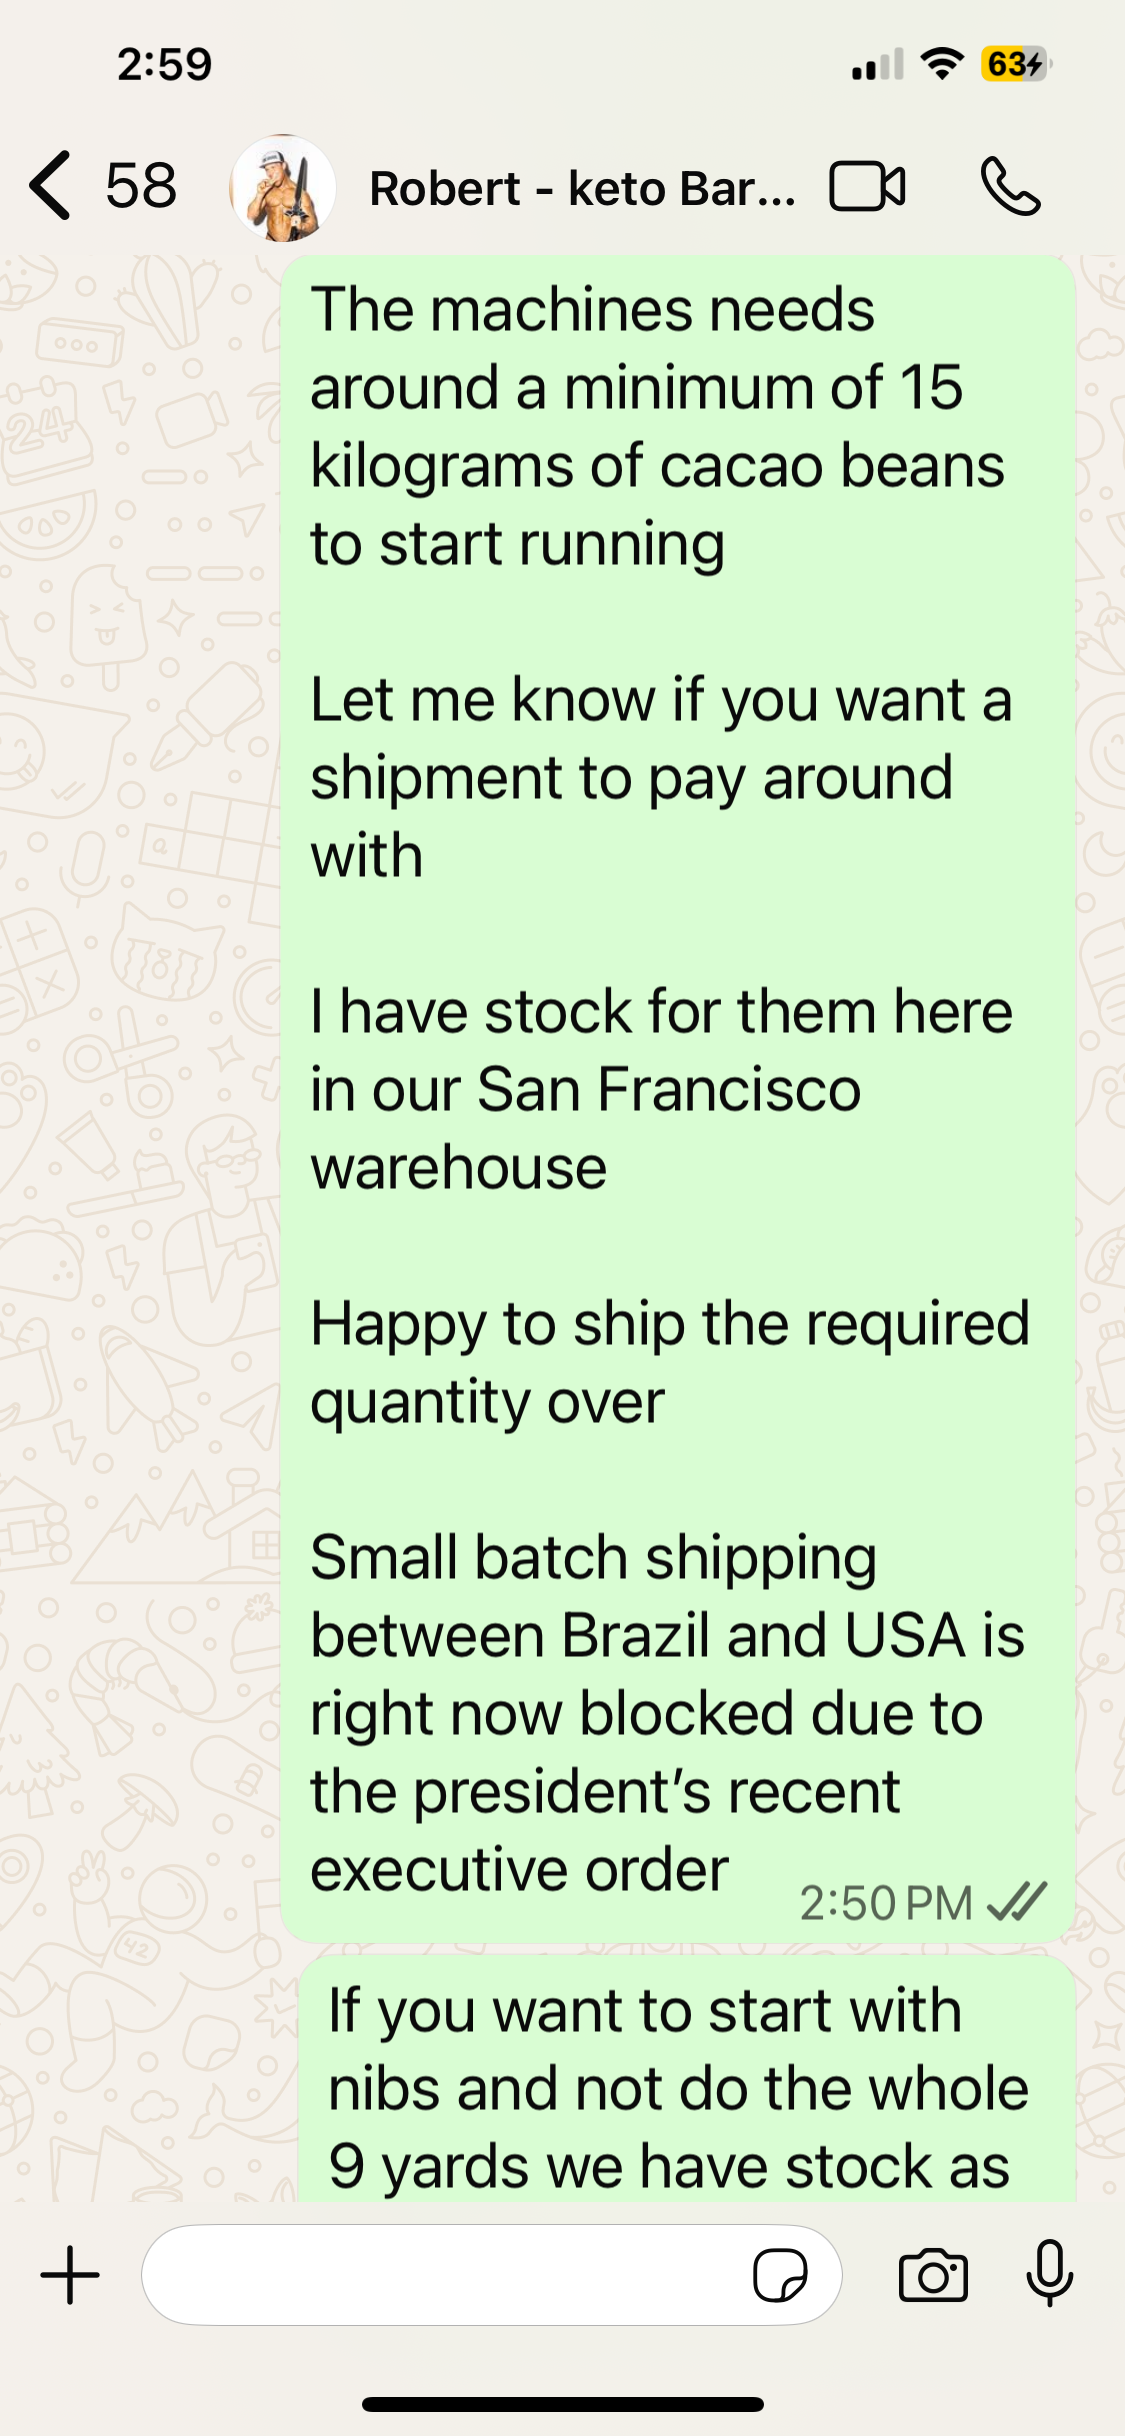 2:59
63
58
Robert - keto Bar...
The machines needs
around a minimum of 15
kilograms of cacao beans
to start running
Let me know if you want a
shipment to pay around
with
I have stock for them here
in our San Francisco
warehouse
Happy to ship the required
quantity over
Small batch shipping
between Brazil and USA is
right now blocked due to
the president’s recent
executive order
2:50 PM
If you want to start with
nibs and not do the whole
9 yards we have stock as